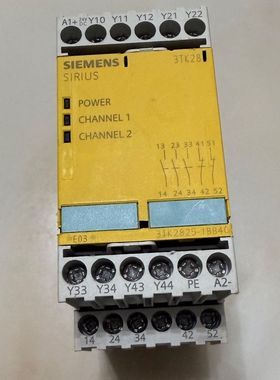 A1+ Y10 Y11 Y12 Y21 Y22
SIEMENS
3TK28
SIRIUS
POWER
CHANNEL 1
CHANNEL 2
13 23 33 41 51
14 24 34 42 52
*E03*
3TK2825-1BB40
Y33 Y34 Y43 Y44 PE A2-
14 24 34 42 52